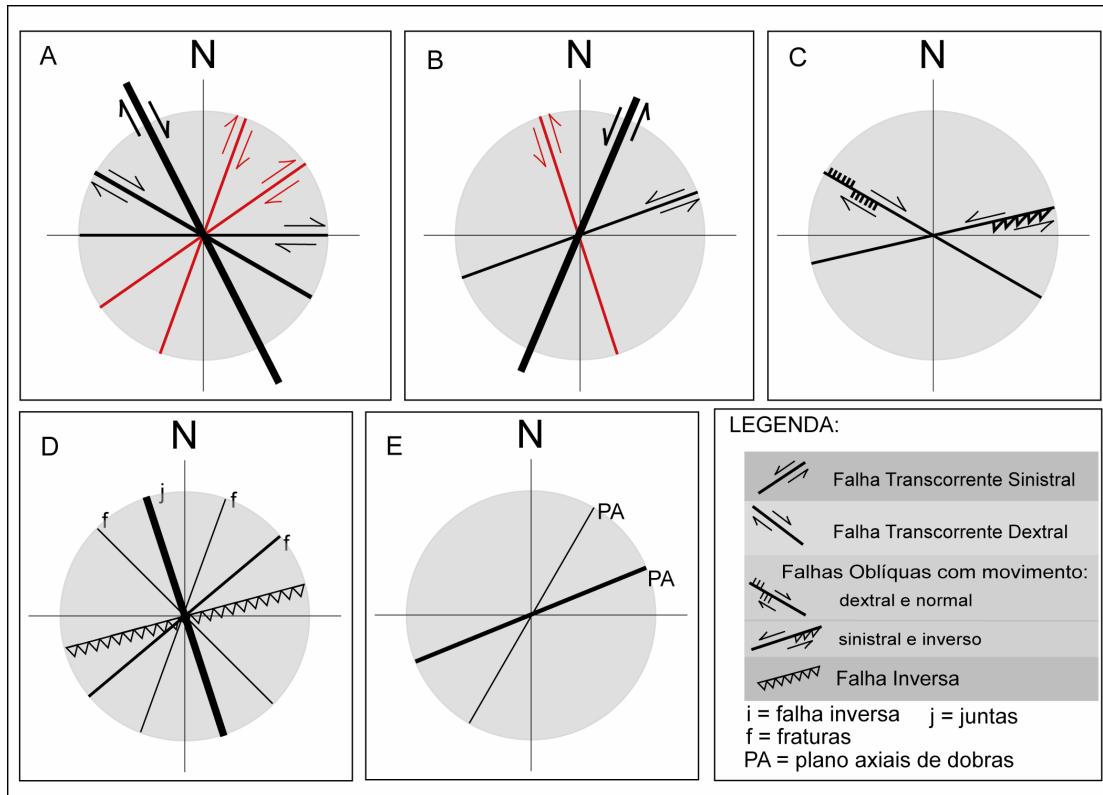 A
N
B
N
C
N
D
N
j
f
f
f
E
N
PA
PA
LEGENDA:
Falha Transcorrente Sinistral
Falha Transcorrente Dextral
Falhas Oblíquas com movimento:
dextral e normal
sinistral e inverso
Falha Inversa
i = falha inversa j = juntas
f = fraturas
PA = plano axiais de dobras